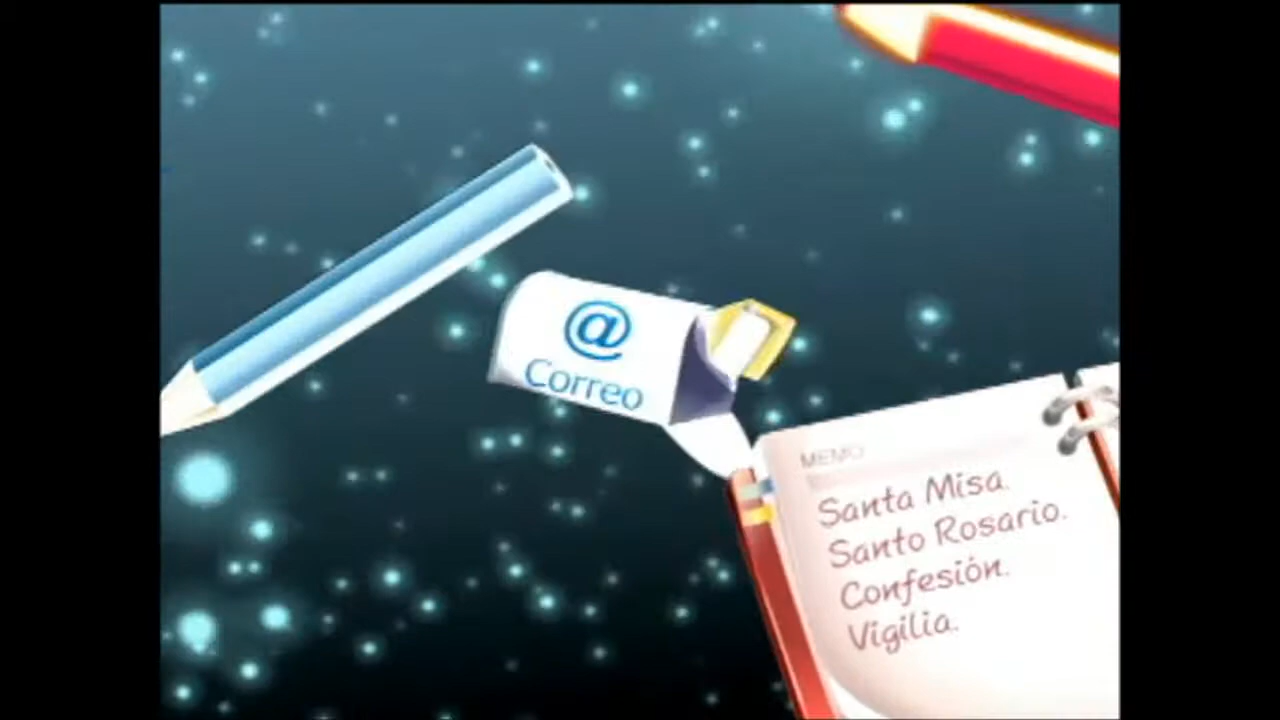 @
Correo
MEMO
Santa Misa.
Santo Rosario.
Confesión.
Vigilia.